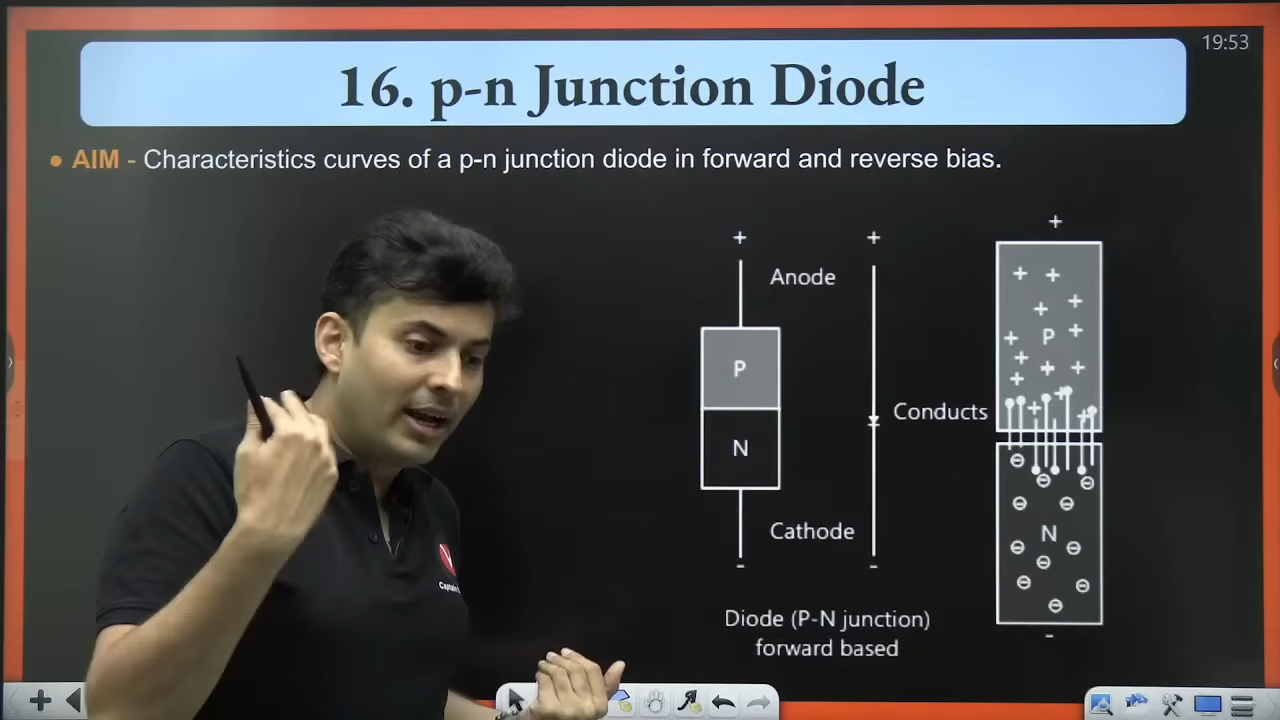 19:53
16. p-n Junction Diode
AIM - Characteristics curves of a p-n junction diode in forward and reverse bias.
+
+
+
Anode
P
N
Cathode
-
-
Conducts
P
N
-
Diode (P-N junction)
forward based